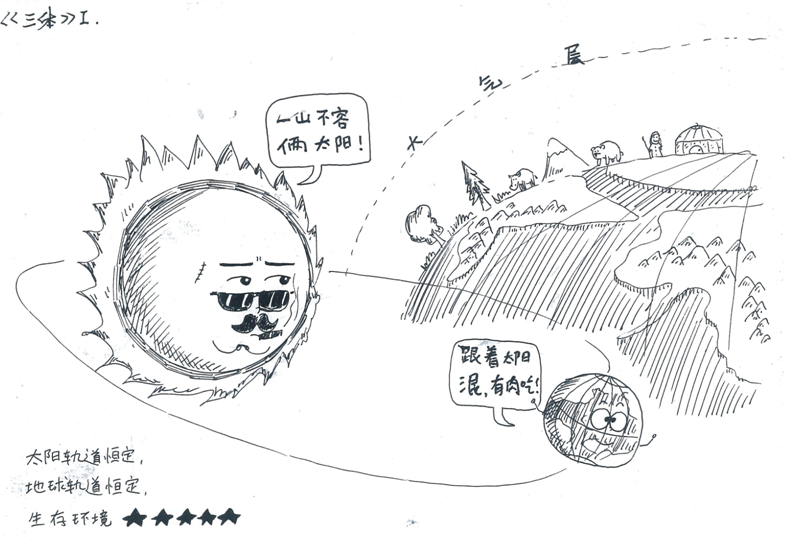 《三体》I.
大气层
一山不容
俩太阳!
跟着太阳
混,有肉吃!
太阳轨道恒定,
地球轨道恒定,
生存环境 ★★★★★